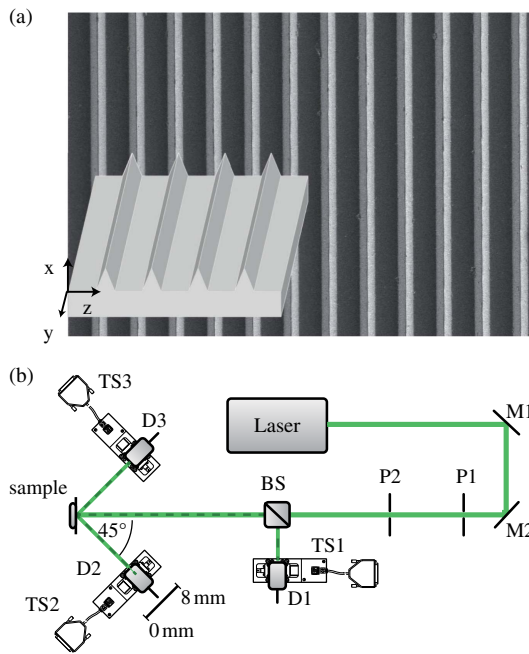 (a)
x
z
y
(b)
TS3
D3
Laser
M1
BS
P2
P1
sample
M2
45°
TS1
D2
8 mm
D1
TS2
0 mm